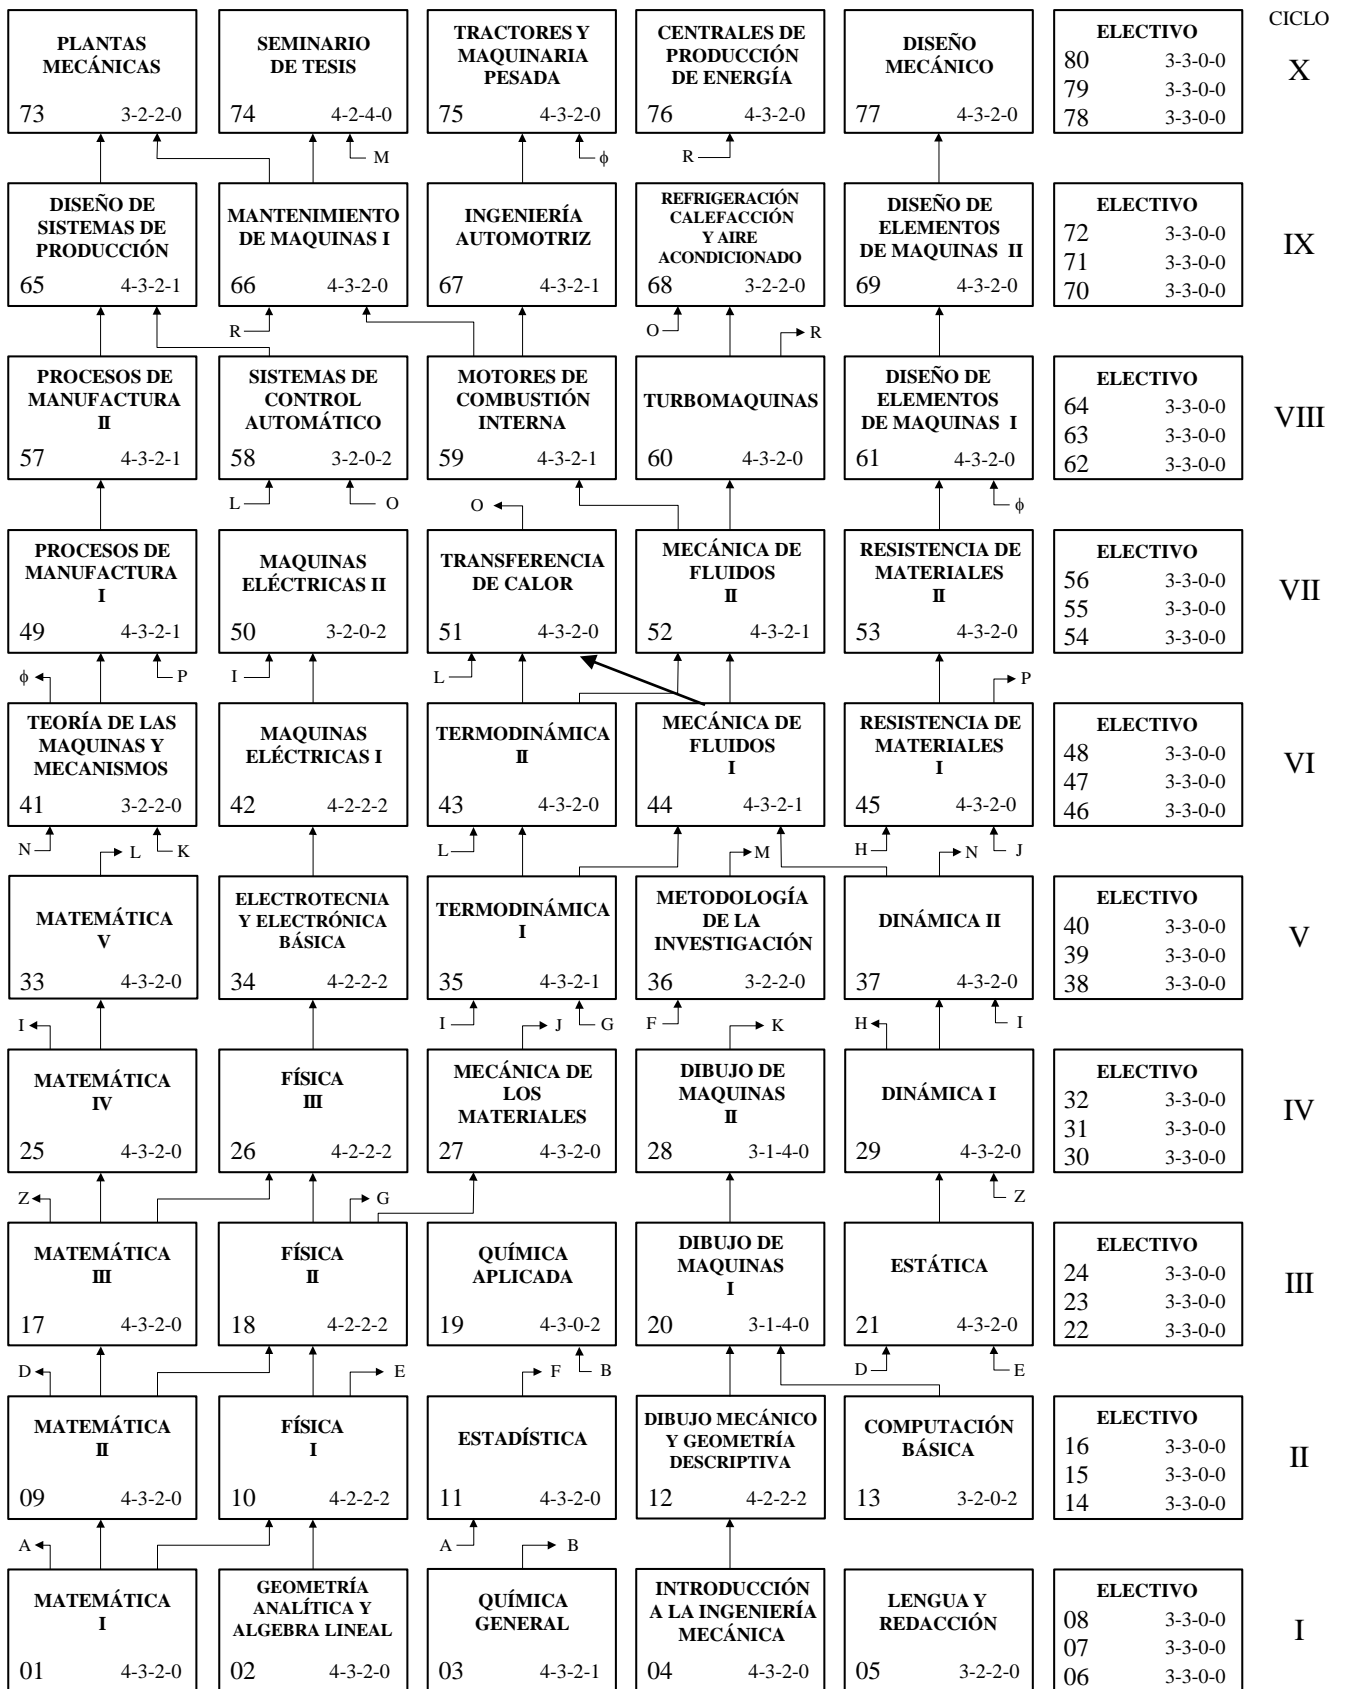 CICLO
PLANTAS
MECÁNICAS
73 3-2-2-0
SEMINARIO
DE TESIS
74 4-2-4-0
TRACTORES Y
MAQUINARIA
PESADA
75 4-3-2-0
CENTRALES DE
PRODUCCIÓN
DE ENERGÍA
76 4-3-2-0
DISEÑO
MECÁNICO
77 4-3-2-0
ELECTIVO
80 3-3-0-0
79 3-3-0-0
78 3-3-0-0
X
M
ϕ
R
DISEÑO DE
SISTEMAS DE
PRODUCCIÓN
65 4-3-2-1
MANTENIMIENTO
DE MAQUINAS I
66 4-3-2-0
INGENIERÍA
AUTOMOTRIZ
67 4-3-2-1
REFRIGERACIÓN
CALEFACCIÓN
Y AIRE
ACONDICIONADO
68 3-2-2-0
DISEÑO DE
ELEMENTOS
DE MAQUINAS II
69 4-3-2-0
ELECTIVO
72 3-3-0-0
71 3-3-0-0
70 3-3-0-0
IX
R
O
R
PROCESOS DE
MANUFACTURA
II
57 4-3-2-1
SISTEMAS DE
CONTROL
AUTOMÁTICO
58 3-2-0-2
MOTORES DE
COMBUSTIÓN
INTERNA
59 4-3-2-1
TURBOMAQUINAS
60 4-3-2-0
DISEÑO DE
ELEMENTOS
DE MAQUINAS I
61 4-3-2-0
ELECTIVO
64 3-3-0-0
63 3-3-0-0
62 3-3-0-0
VIII
L
O
O
ϕ
PROCESOS DE
MANUFACTURA
I
49 4-3-2-1
MAQUINAS
ELÉCTRICAS II
50 3-2-0-2
TRANSFERENCIA
DE CALOR
51 4-3-2-0
MECÁNICA DE
FLUIDOS
II
52 4-3-2-1
RESISTENCIA DE
MATERIALES
II
53 4-3-2-0
ELECTIVO
56 3-3-0-0
55 3-3-0-0
54 3-3-0-0
VII
ϕ
P
I
L
P
TEORÍA DE LAS
MAQUINAS Y
MECANISMOS
41 3-2-2-0
MAQUINAS
ELÉCTRICAS I
42 4-2-2-2
TERMODINÁMICA
II
43 4-3-2-0
MECÁNICA DE
FLUIDOS
I
44 4-3-2-1
RESISTENCIA DE
MATERIALES
I
45 4-3-2-0
ELECTIVO
48 3-3-0-0
47 3-3-0-0
46 3-3-0-0
VI
N
L
K
L
M
H
N
J
MATEMÁTICA
V
33 4-3-2-0
ELECTROTECNIA
Y ELECTRÓNICA
BÁSICA
34 4-2-2-2
TERMODINÁMICA
I
35 4-3-2-1
METODOLOGÍA
DE LA
INVESTIGACIÓN
36 3-2-2-0
DINÁMICA II
37 4-3-2-0
ELECTIVO
40 3-3-0-0
39 3-3-0-0
38 3-3-0-0
V
I
I
J
G
F
K
H
I
MATEMÁTICA
IV
25 4-3-2-0
FÍSICA
III
26 4-2-2-2
MECÁNICA DE
LOS
MATERIALES
27 4-3-2-0
DIBUJO DE
MAQUINAS
II
28 3-1-4-0
DINÁMICA I
29 4-3-2-0
ELECTIVO
32 3-3-0-0
31 3-3-0-0
30 3-3-0-0
IV
Z
G
Z
MATEMÁTICA
III
17 4-3-2-0
FÍSICA
II
18 4-2-2-2
QUÍMICA
APLICADA
19 4-3-0-2
DIBUJO DE
MAQUINAS
I
20 3-1-4-0
ESTÁTICA
21 4-3-2-0
ELECTIVO
24 3-3-0-0
23 3-3-0-0
22 3-3-0-0
III
D
E
F
B
D
E
MATEMÁTICA
II
09 4-3-2-0
FÍSICA
I
10 4-2-2-2
ESTADÍSTICA
11 4-3-2-0
DIBUJO MECÁNICO
Y GEOMETRÍA
DESCRIPTIVA
12 4-2-2-2
COMPUTACIÓN
BÁSICA
13 3-2-0-2
ELECTIVO
16 3-3-0-0
15 3-3-0-0
14 3-3-0-0
II
A
A
B
MATEMÁTICA
I
01 4-3-2-0
GEOMETRÍA
ANALÍTICA Y
ALGEBRA LINEAL
02 4-3-2-0
QUÍMICA
GENERAL
03 4-3-2-1
INTRODUCCIÓN
A LA INGENIERÍA
MECÁNICA
04 4-3-2-0
LENGUA Y
REDACCIÓN
05 3-2-2-0
ELECTIVO
08 3-3-0-0
07 3-3-0-0
06 3-3-0-0
I